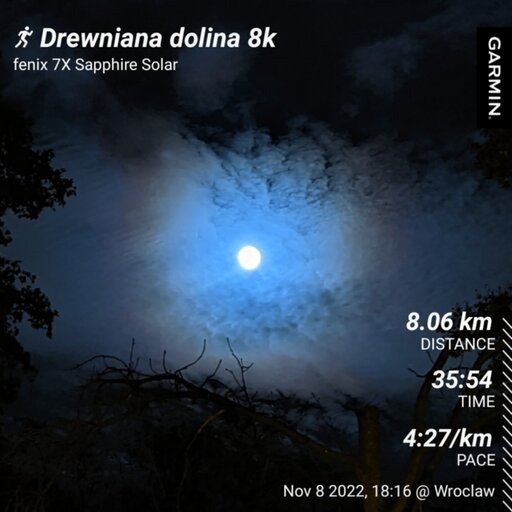 Drewniana dolina 8k
fenix 7X Sapphire Solar
GARMIN
8.06 km
DISTANCE
35:54
TIME
4:27/km
PACE
Nov 8 2022, 18:16 @ Wroclaw